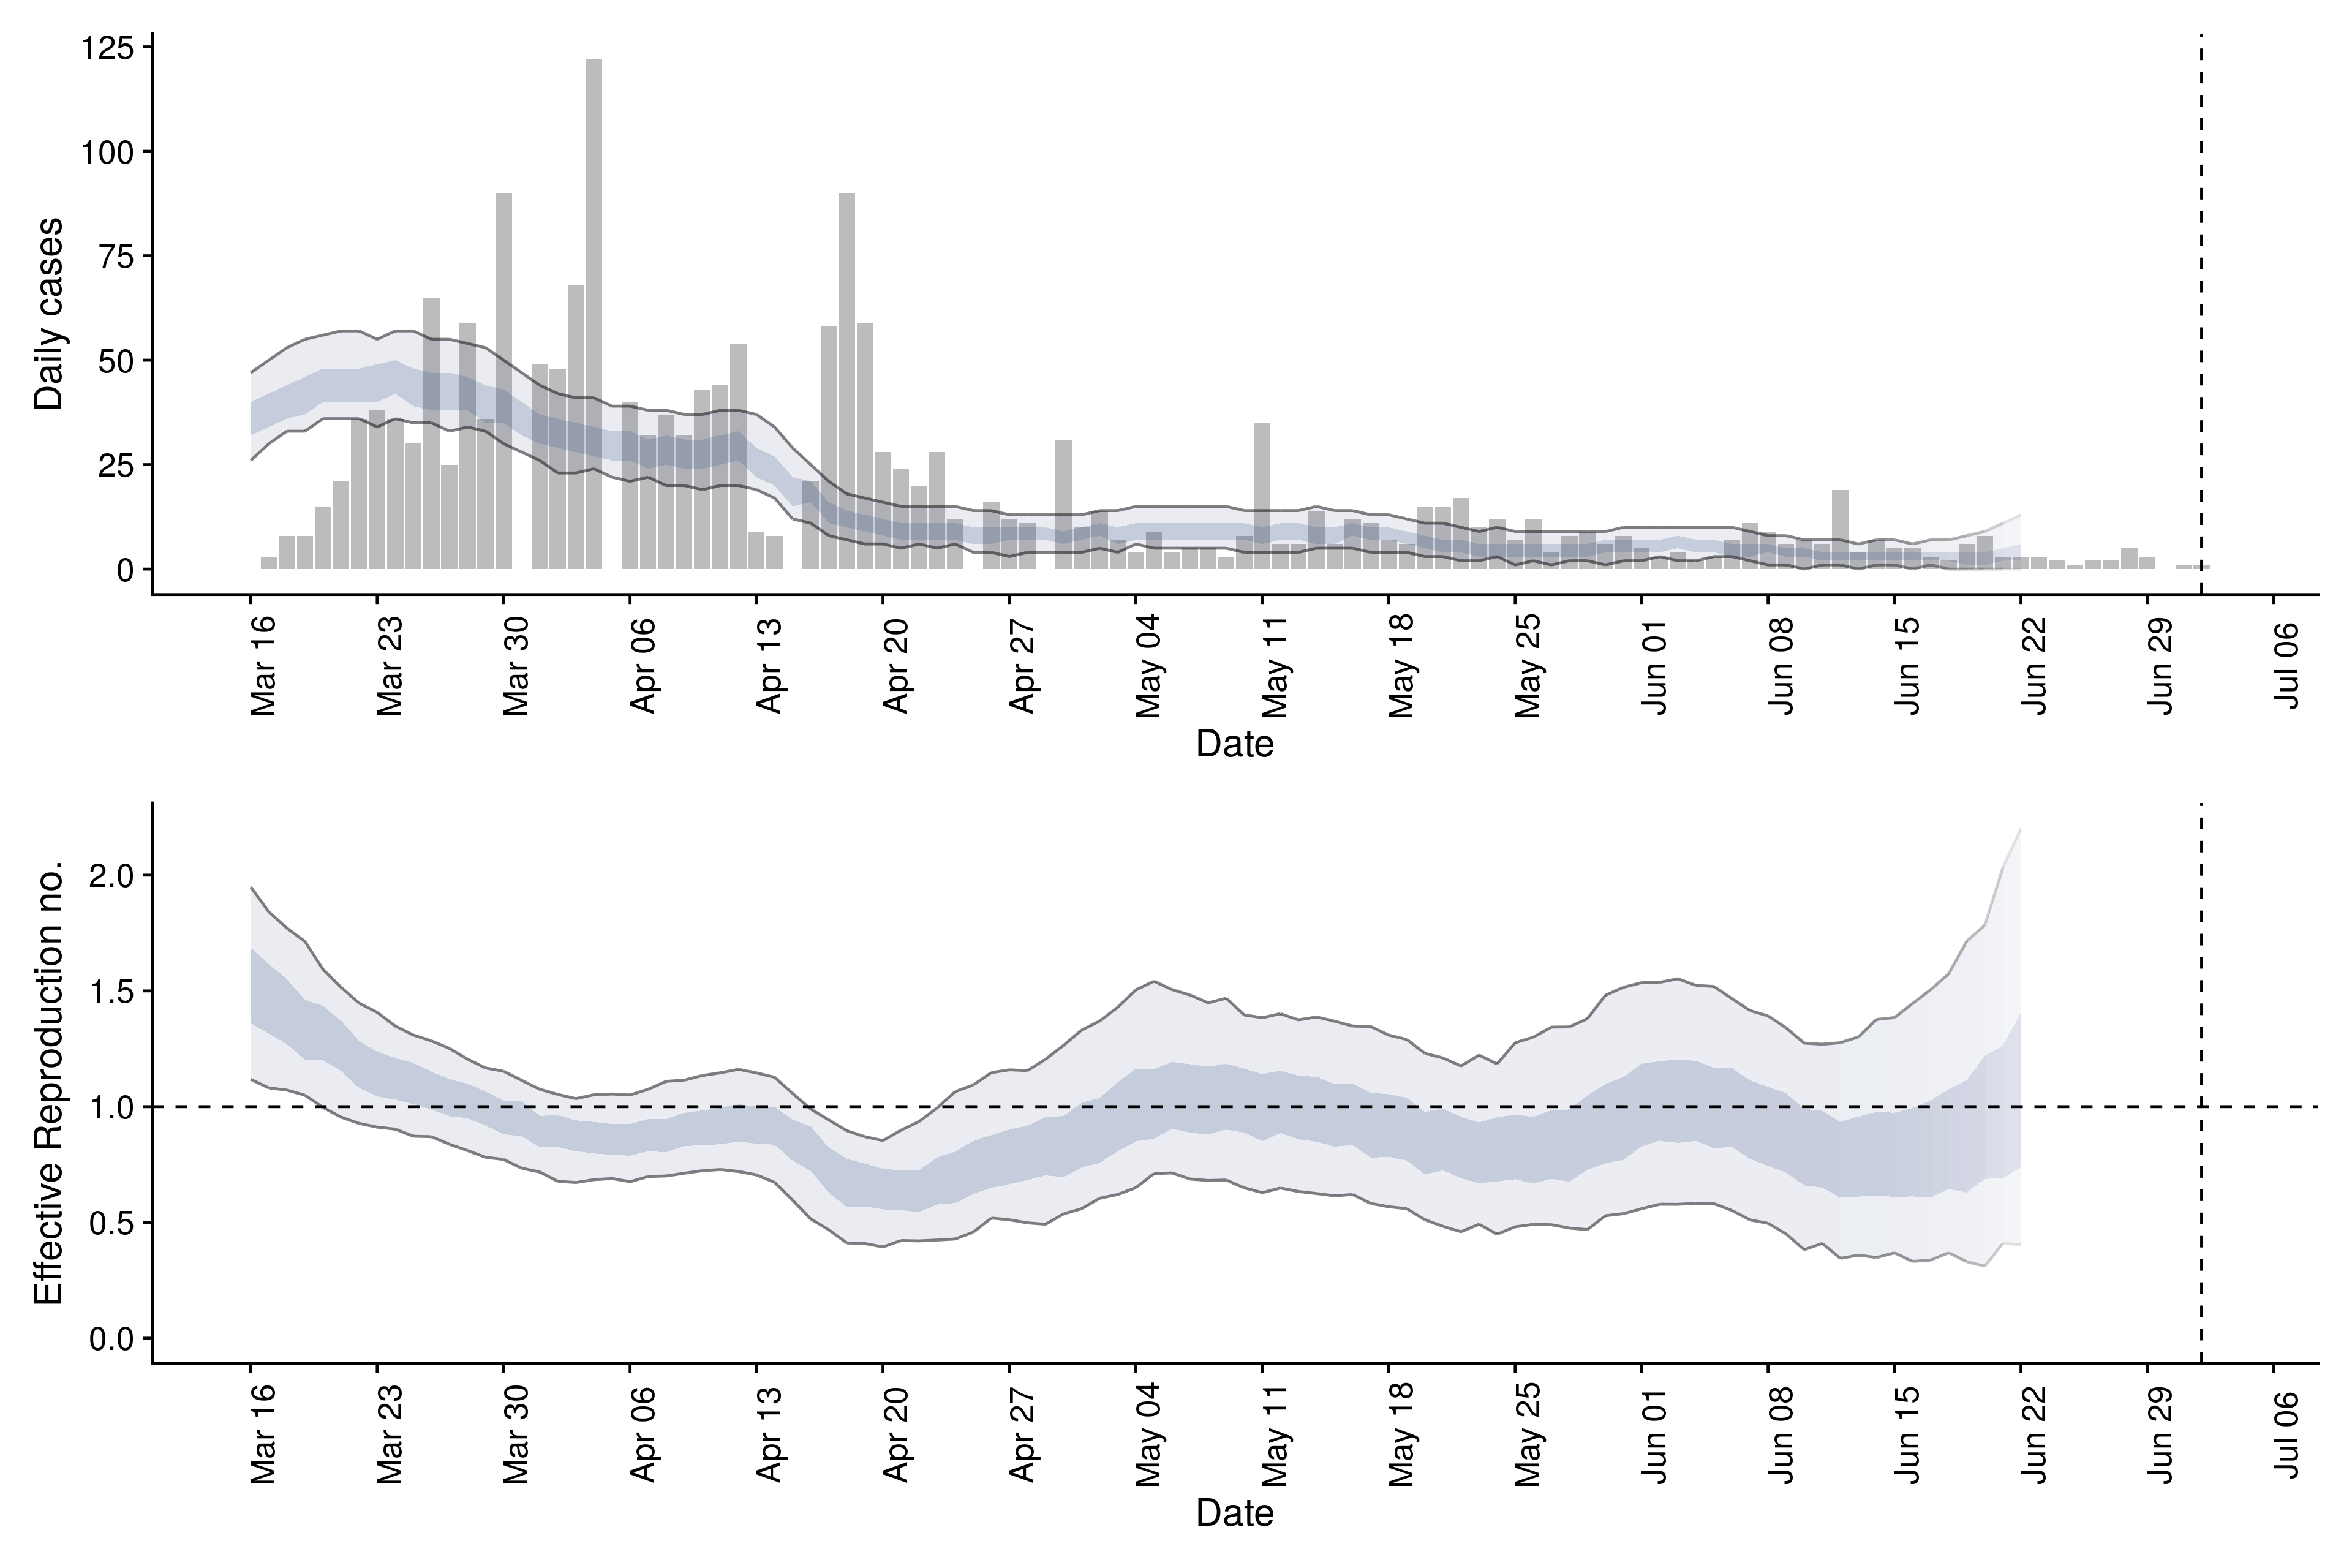 Daily cases
125
100
75
50
25
0
Mar 16
Mar 23
Mar 30
Apr 06
Apr 13
Apr 20
Apr 27
May 04
May 11
May 18
May 25
Jun 01
Jun 08
Jun 15
Jun 22
Jun 29
Jul 06
Date
Effective Reproduction no.
2.0
1.5
1.0
0.5
0.0
Mar 16
Mar 23
Mar 30
Apr 06
Apr 13
Apr 20
Apr 27
May 04
May 11
May 18
May 25
Jun 01
Jun 08
Jun 15
Jun 22
Jun 29
Jul 06
Date